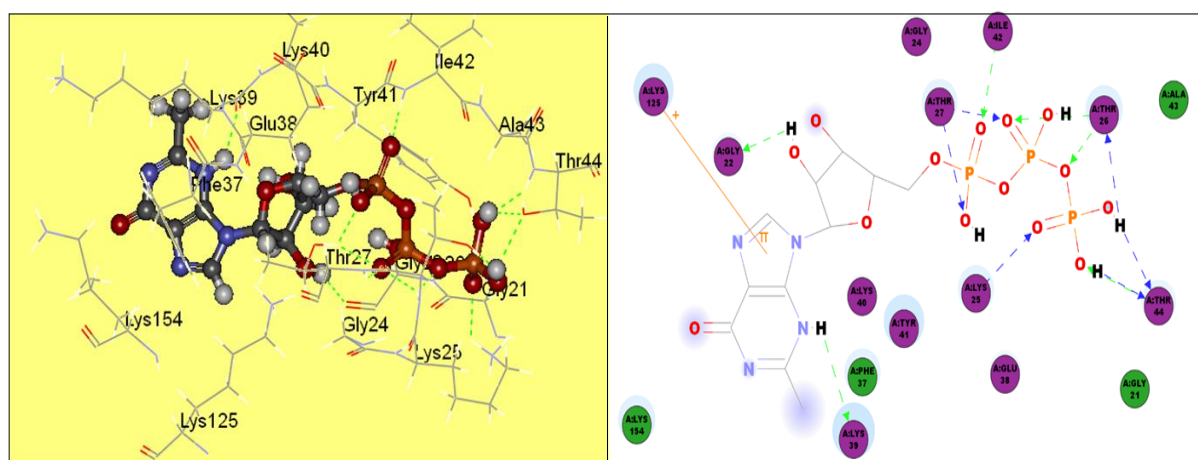 Lys40
Ile42
Lys39
Tyr41
Glu38
Ala43
Thr44
Phe37
Thr27
Gly21
Gly24
Lys154
Lys25
Lys125
A:GLY
24
A:ILE
42
A:LYS
125
+
A:THR
27
A:THR
26
A:ALA
43
A:GLY
22
H
O
O
O
O
O
O
H
O
P
P
O
O
O
H
O
P
O
O
H
O
H
π
N
N
A:LYS
25
A:THR
44
A:LYS
40
A:TYR
41
O
N
H
N
A:PHE
37
A:GLU
38
A:GLY
21
A:LYS
154
A:LYS
39